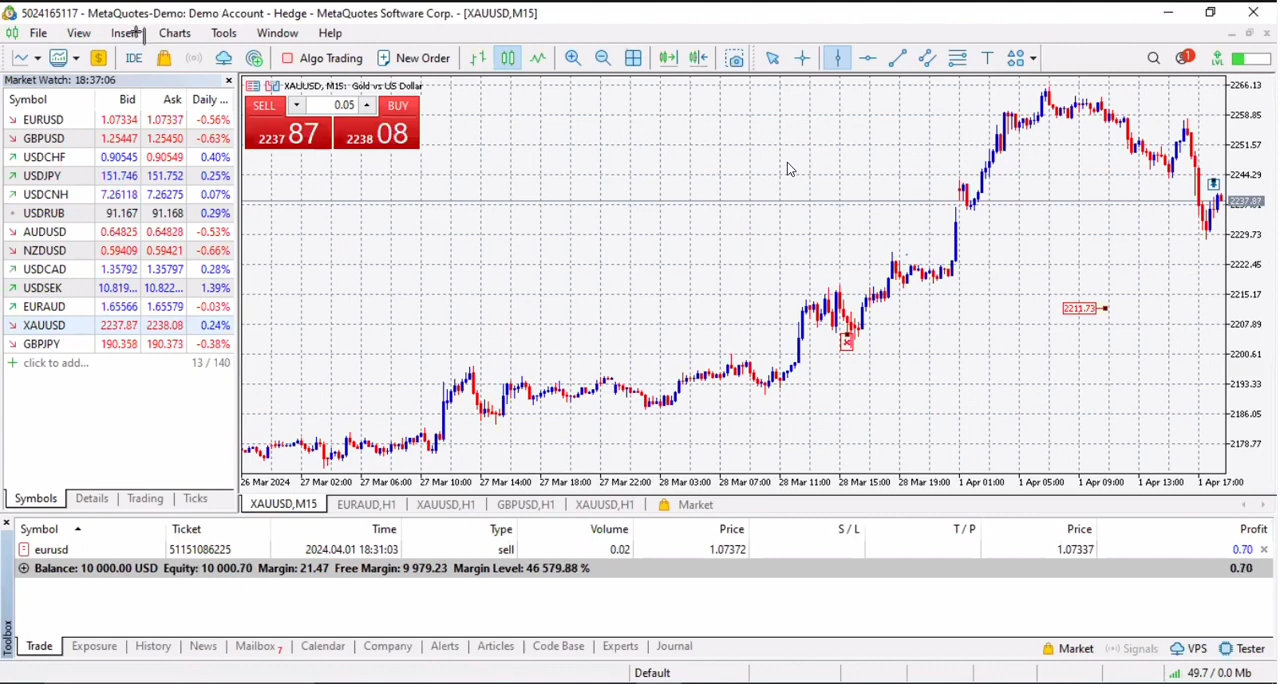 5024165117 - MetaQuotes-Demo: Demo Account - Hedge - MetaQuotes Software Corp. - [XAUUSD,M15]
File View Insert Charts Tools Window Help
IDE Algo Trading New Order LVL 1
Market Watch: 18:37:06
Symbol Bid Ask Daily ...
EURUSD 1.07334 1.07337 -0.56%
GBPUSD 1.25447 1.25450 -0.63%
USDCHF 0.90545 0.90549 0.40%
USDJPY 151.746 151.752 0.25%
USDCNH 7.26118 7.26275 0.07%
USDRUB 91.167 91.168 0.29%
AUDUSD 0.64825 0.64828 -0.53%
NZDUSD 0.59409 0.59421 -0.66%
USDCAD 1.35792 1.35797 0.28%
USDSEK 10.819... 10.822... 1.39%
EURAUD 1.65566 1.65579 -0.03%
XAUUSD 2237.87 2238.08 0.24%
GBPJPY 190.358 190.373 -0.38%
click to add... 13 / 140
Symbols Details Trading Ticks
XAUUSD, M15: Gold vs US Dollar
SELL 0.05 BUY
2237 87 2238 08
2266.13
2258.85
2251.57
2244.29
2237.87
2229.73
2222.45
2215.17
2211.73
2207.89
2200.61
2193.33
2186.05
2178.77
26 Mar 2024 27 Mar 02:00 27 Mar 06:00 27 Mar 10:00 27 Mar 14:00 27 Mar 18:00 27 Mar 22:00 28 Mar 03:00 28 Mar 07:00 28 Mar 11:00 28 Mar 15:00 28 Mar 19:00 1 Apr 01:00 1 Apr 05:00 1 Apr 09:00 1 Apr 13:00 1 Apr 17:00
XAUUSD,M15 EURAUD,H1 XAUUSD,H1 GBPUSD,H1 XAUUSD,H1 Market
Symbol Ticket Time Type Volume Price S / L T / P Price Profit
eurusd 51151086225 2024.04.01 18:31:03 sell 0.02 1.07372 1.07337 0.70
Balance: 10 000.00 USD Equity: 10 000.70 Margin: 21.47 Free Margin: 9 979.23 Margin Level: 46 579.88 % 0.70
Toolbox
Trade Exposure History News Mailbox 7 Calendar Company Alerts Articles Code Base Experts Journal
Market Signals VPS Tester
Default 49.7 / 0.0 Mb